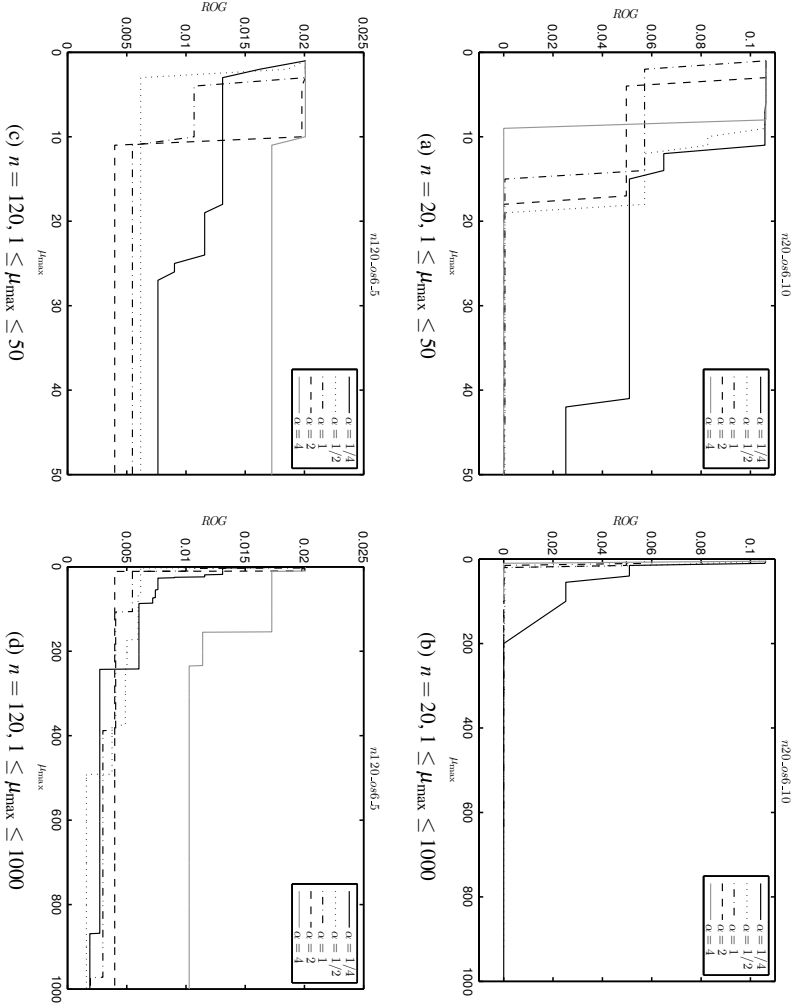 n20_os6_10
ROG
0.1
0.08
0.06
0.04
0.02
0
0
10
20
30
40
50
μmax
α = 1/4
α = 1/2
α = 1
α = 2
α = 4
(a) n = 20, 1 ≤ μmax ≤ 50
n20_os6_10
ROG
0.1
0.08
0.06
0.04
0.02
0
0
200
400
600
800
1000
μmax
α = 1/4
α = 1/2
α = 1
α = 2
α = 4
(b) n = 20, 1 ≤ μmax ≤ 1000
n120_os6_5
ROG
0.025
0.02
0.015
0.01
0.005
0
0
10
20
30
40
50
μmax
α = 1/4
α = 1/2
α = 1
α = 2
α = 4
(c) n = 120, 1 ≤ μmax ≤ 50
n120_os6_5
ROG
0.025
0.02
0.015
0.01
0.005
0
0
200
400
600
800
1000
μmax
α = 1/4
α = 1/2
α = 1
α = 2
α = 4
(d) n = 120, 1 ≤ μmax ≤ 1000